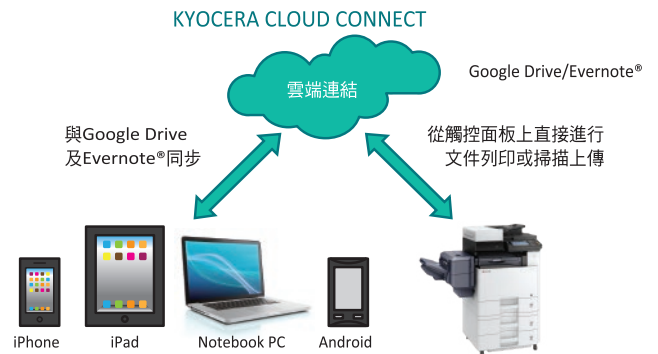 KYOCERA CLOUD CONNECT
雲端連結
Google Drive/Evernote®
與Google Drive
及Evernote®同步
從觸控面板上直接進行
文件列印或掃描上傳
iPhone
iPad
Notebook PC
Android